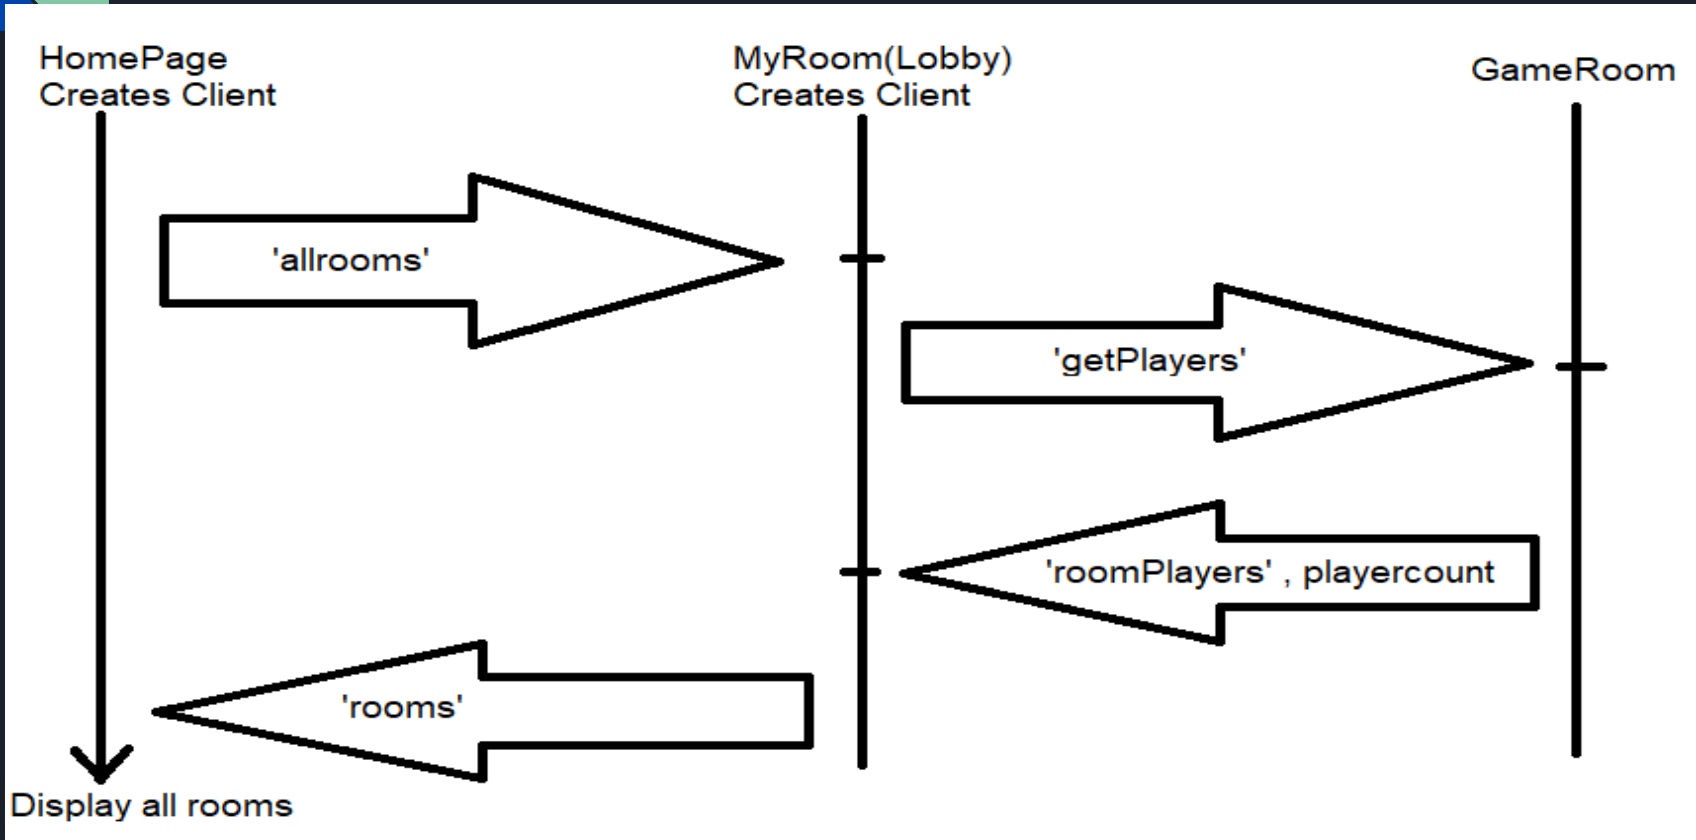 HomePage
Creates Client
MyRoom(Lobby)
Creates Client
GameRoom
'allrooms'
'getPlayers'
'roomPlayers' , playercount
'rooms'
Display all rooms